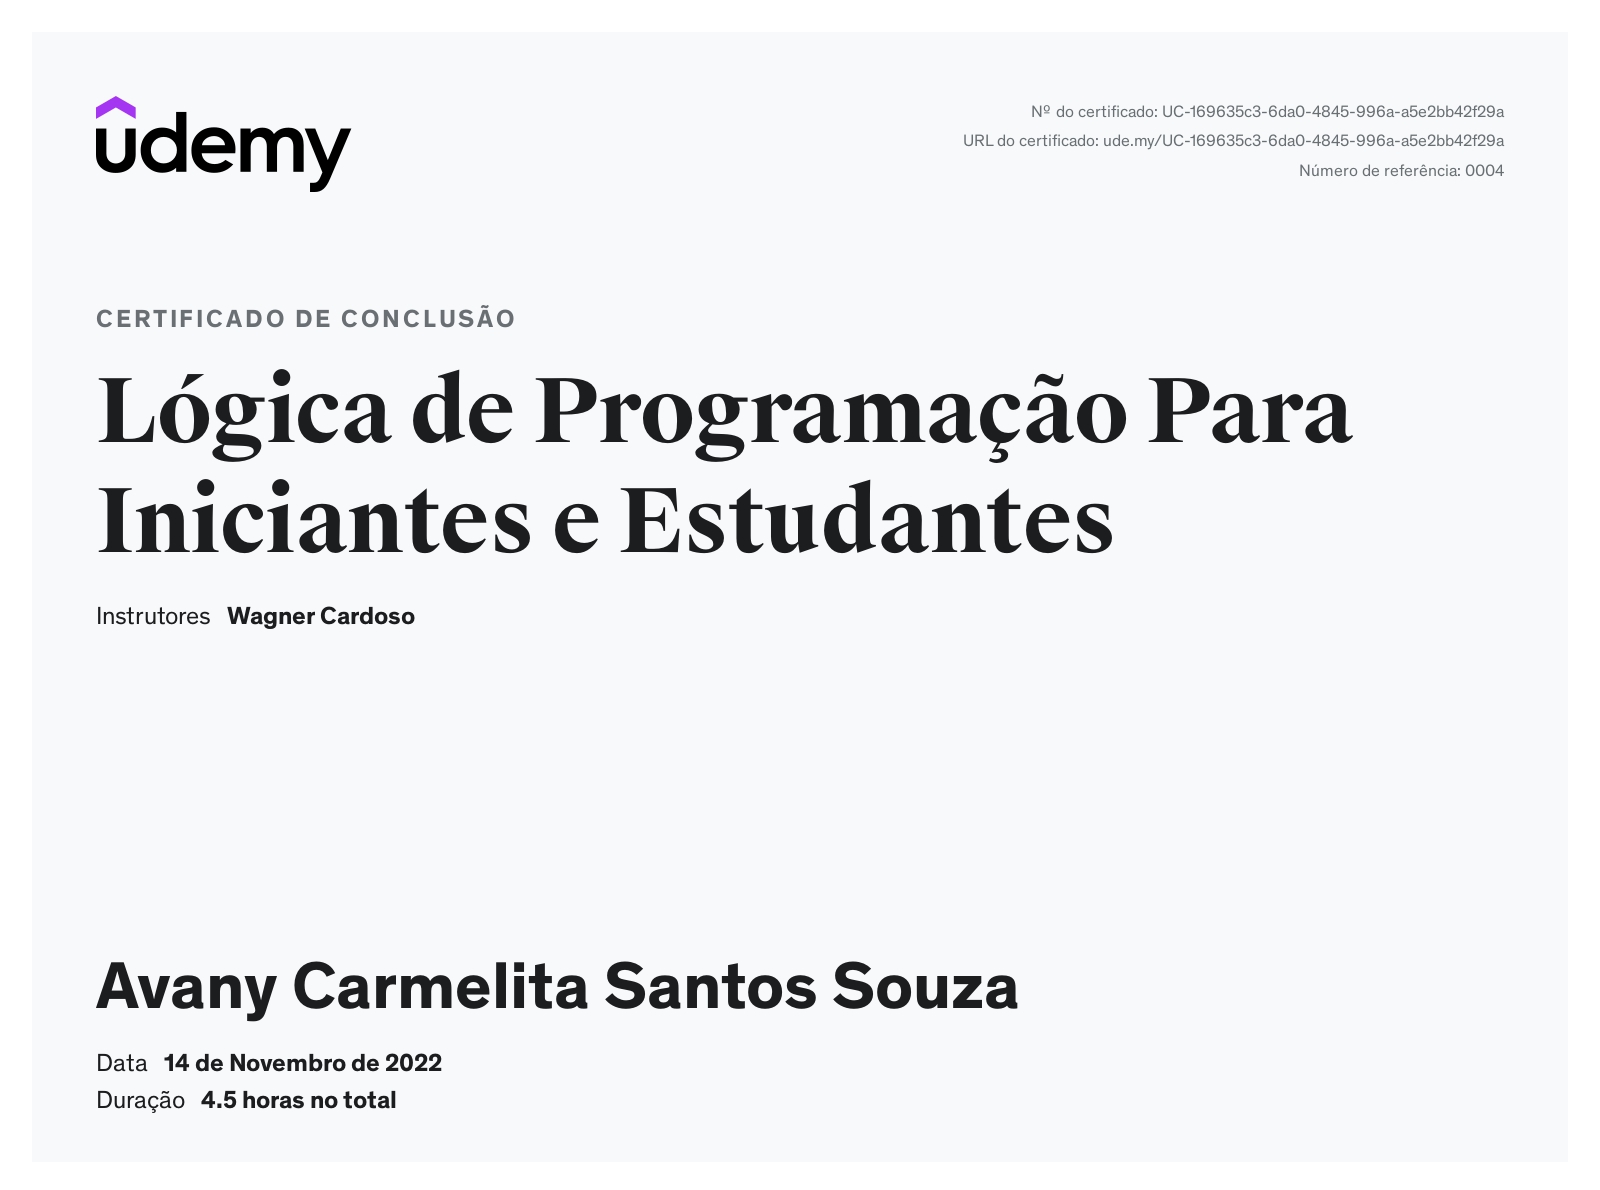 udemy
Nº do certificado: UC-169635c3-6da0-4845-996a-a5e2bb42f29a
URL do certificado: ude.my/UC-169635c3-6da0-4845-996a-a5e2bb42f29a
Número de referência: 0004
CERTIFICADO DE CONCLUSÃO
Lógica de Programação Para
Iniciantes e Estudantes
Instrutores Wagner Cardoso
Avany Carmelita Santos Souza
Data 14 de Novembro de 2022
Duração 4.5 horas no total